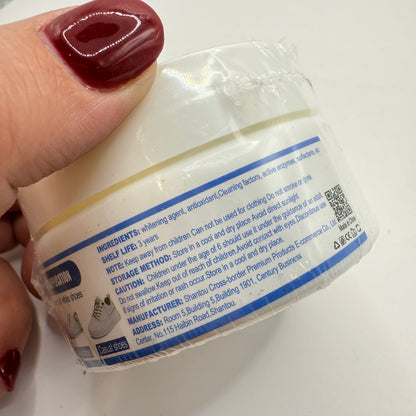 INGREDIENTS: whitening agent, antioxidant,Cleaning factors, active enzymes, surfactans, etc
SHELF LIFE: 3 years
NOTE: Keep away from children Can not be used for clothing Do not smoke or drink
STORAGE METHOD: Store in a cool and dry place Avoid direct sunlight
CAUTION: Children under the age of 6 should use it under the guidance of an adult
Do not swallow.Keep out of reach of children.Avoid contact with eyes.Discontinue use
if signs of irritation or rash occur Store in a cool and dry place.
MANUFACTURER: Shantou Cross-border Premium Products E-commerce Co., Ltd
ADDRESS: Room 5,Building 5,Building 1901, Century Business
Center, No.115 Haibin Road,Shantou
Made in China
white shoes
Casual shoes